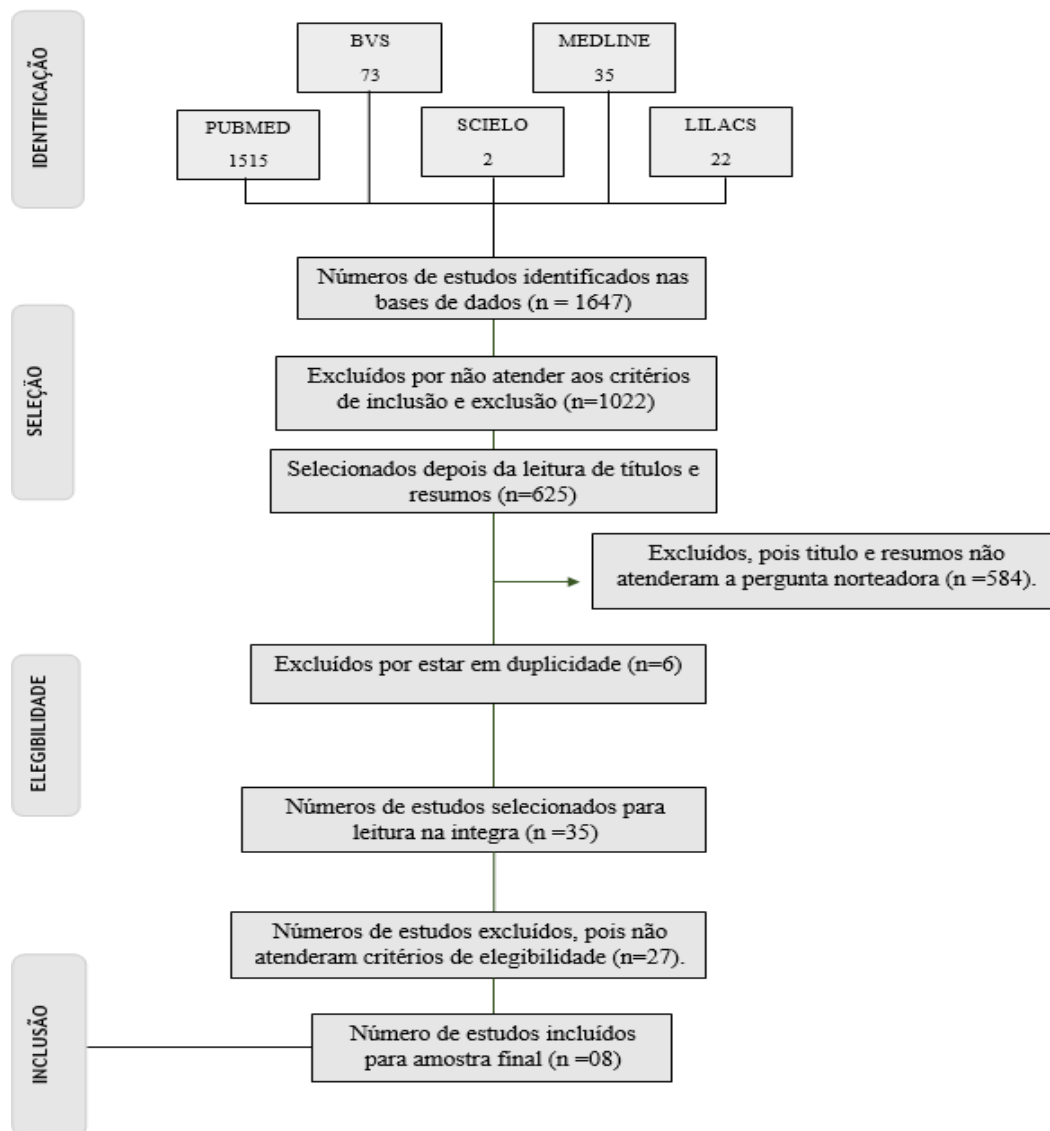 IDENTIFICAÇÃO
BVS
73
MEDLINE
35
PUBMED
1515
SCIELO
2
LILACS
22
Números de estudos identificados nas
bases de dados (n = 1647)
SELEÇÃO
Excluídos por não atender aos critérios
de inclusão e exclusão (n=1022)
Selecionados depois da leitura de títulos e
resumos (n=625)
Excluídos, pois titulo e resumos não
atenderam a pergunta norteadora (n =584).
ELEGIBILIDADE
Excluídos por estar em duplicidade (n=6)
Números de estudos selecionados para
leitura na integra (n =35)
Números de estudos excluídos, pois não
atenderam critérios de elegibilidade (n=27).
INCLUSÃO
Número de estudos incluídos
para amostra final (n =08)